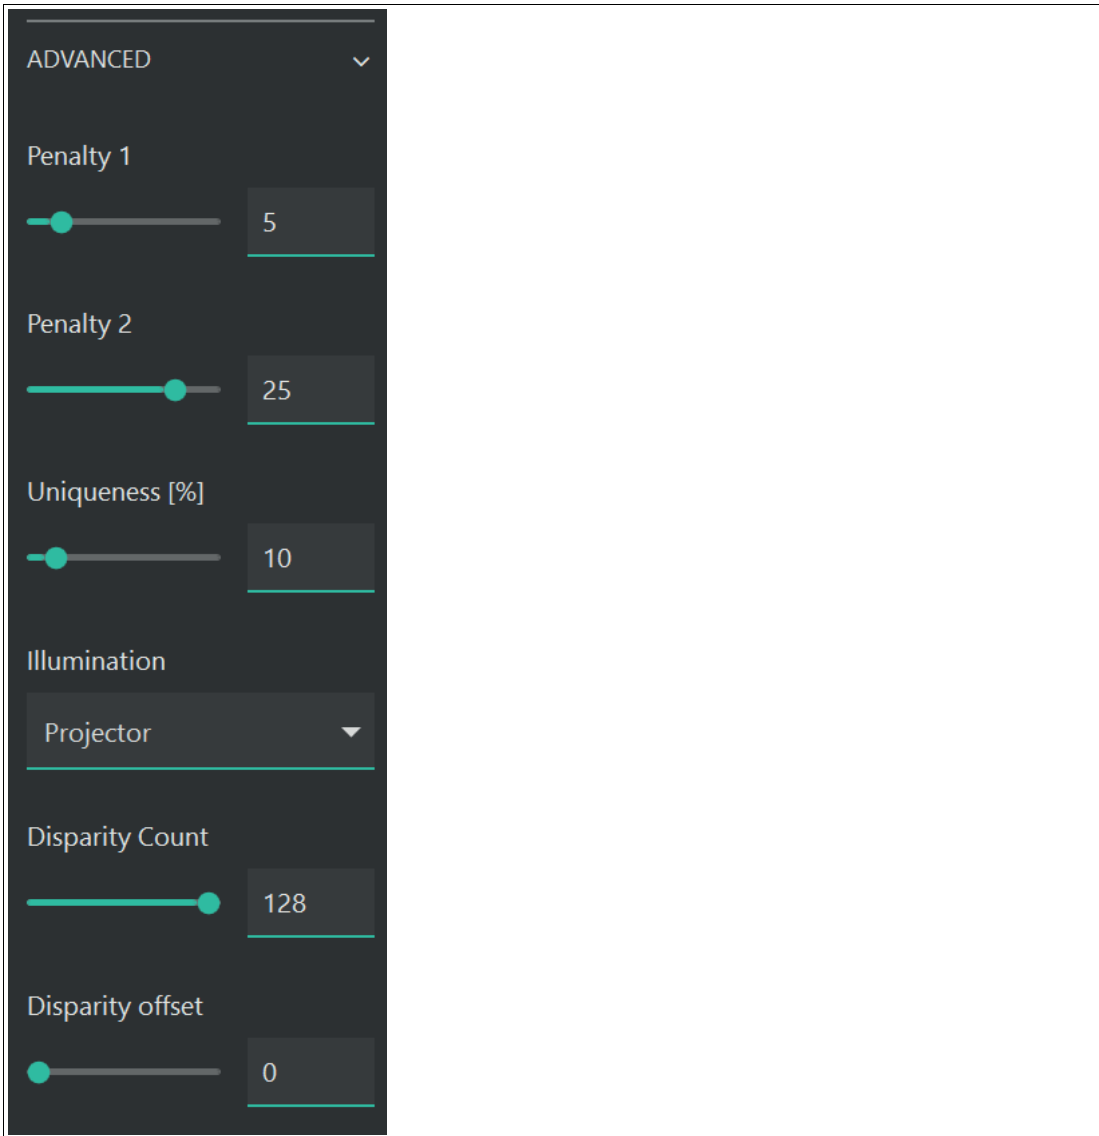 ADVANCED
Penalty 1
5
Penalty 2
25
Uniqueness [%]
10
Illumination
Projector
Disparity Count
128
Disparity offset
0